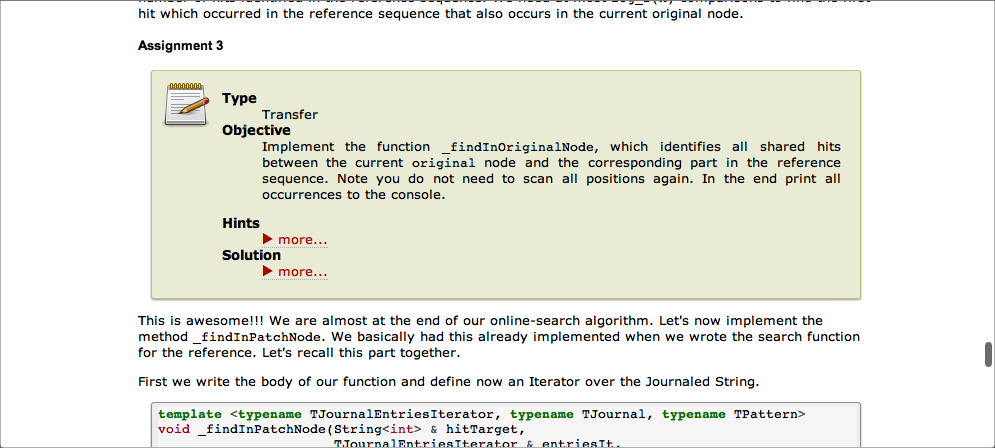 hit which occurred in the reference sequence that also occurs in the current original node.
Assignment 3
Type
Transfer
Objective
Implement the function _findInOriginalNode, which identifies all shared hits
between the current original node and the corresponding part in the reference
sequence. Note you do not need to scan all positions again. In the end print all
occurrences to the console.
Hints
more...
Solution
more...
This is awesome!!! We are almost at the end of our online-search algorithm. Let's now implement the
method _findInPatchNode. We basically had this already implemented when we wrote the search function
for the reference. Let's recall this part together.
First we write the body of our function and define now an Iterator over the Journaled String.
template <typename TJournalEntriesIterator, typename TJournal, typename TPattern>
void _findInPatchNode(String<int> & hitTarget,
TJournalEntriesIterator & entriesIt,